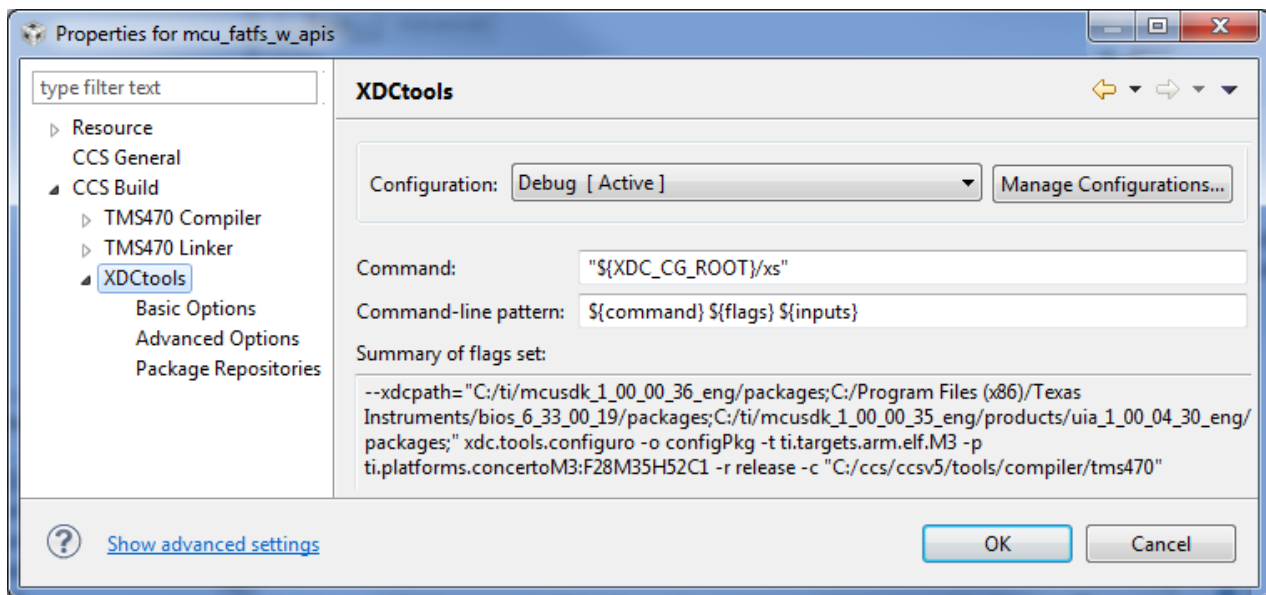 Properties for mcu_fatfs_w_apis
type filter text
Resource
CCS General
CCS Build
TMS470 Compiler
TMS470 Linker
XDCtools
Basic Options
Advanced Options
Package Repositories
XDCtools
Configuration: Debug [ Active ] Manage Configurations...
Command: "${XDC_CG_ROOT}/xs"
Command-line pattern: ${command} ${flags} ${inputs}
Summary of flags set:
--xdcpath="C:/ti/mcusdk_1_00_00_36_eng/packages;C:/Program Files (x86)/Texas
Instruments/bios_6_33_00_19/packages;C:/ti/mcusdk_1_00_00_35_eng/products/uia_1_00_04_30_eng/
packages;" xdc.tools.configuro -o configPkg -t ti.targets.arm.elf.M3 -p
ti.platforms.concertoM3:F28M35H52C1 -r release -c "C:/ccs/ccsv5/tools/compiler/tms470"
? Show advanced settings OK Cancel